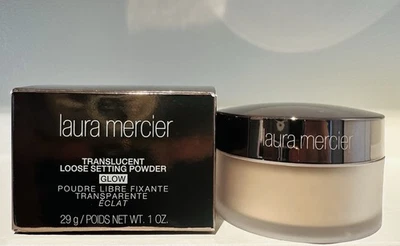 laura mercier
TRANSLUCENT
LOOSE SETTING POWDER
GLOW
POUDRE LIBRE FIXANTE
TRANSPARENTE
ÉCLAT
29 g / POIDS NET WT. 1 OZ.
laura mercier